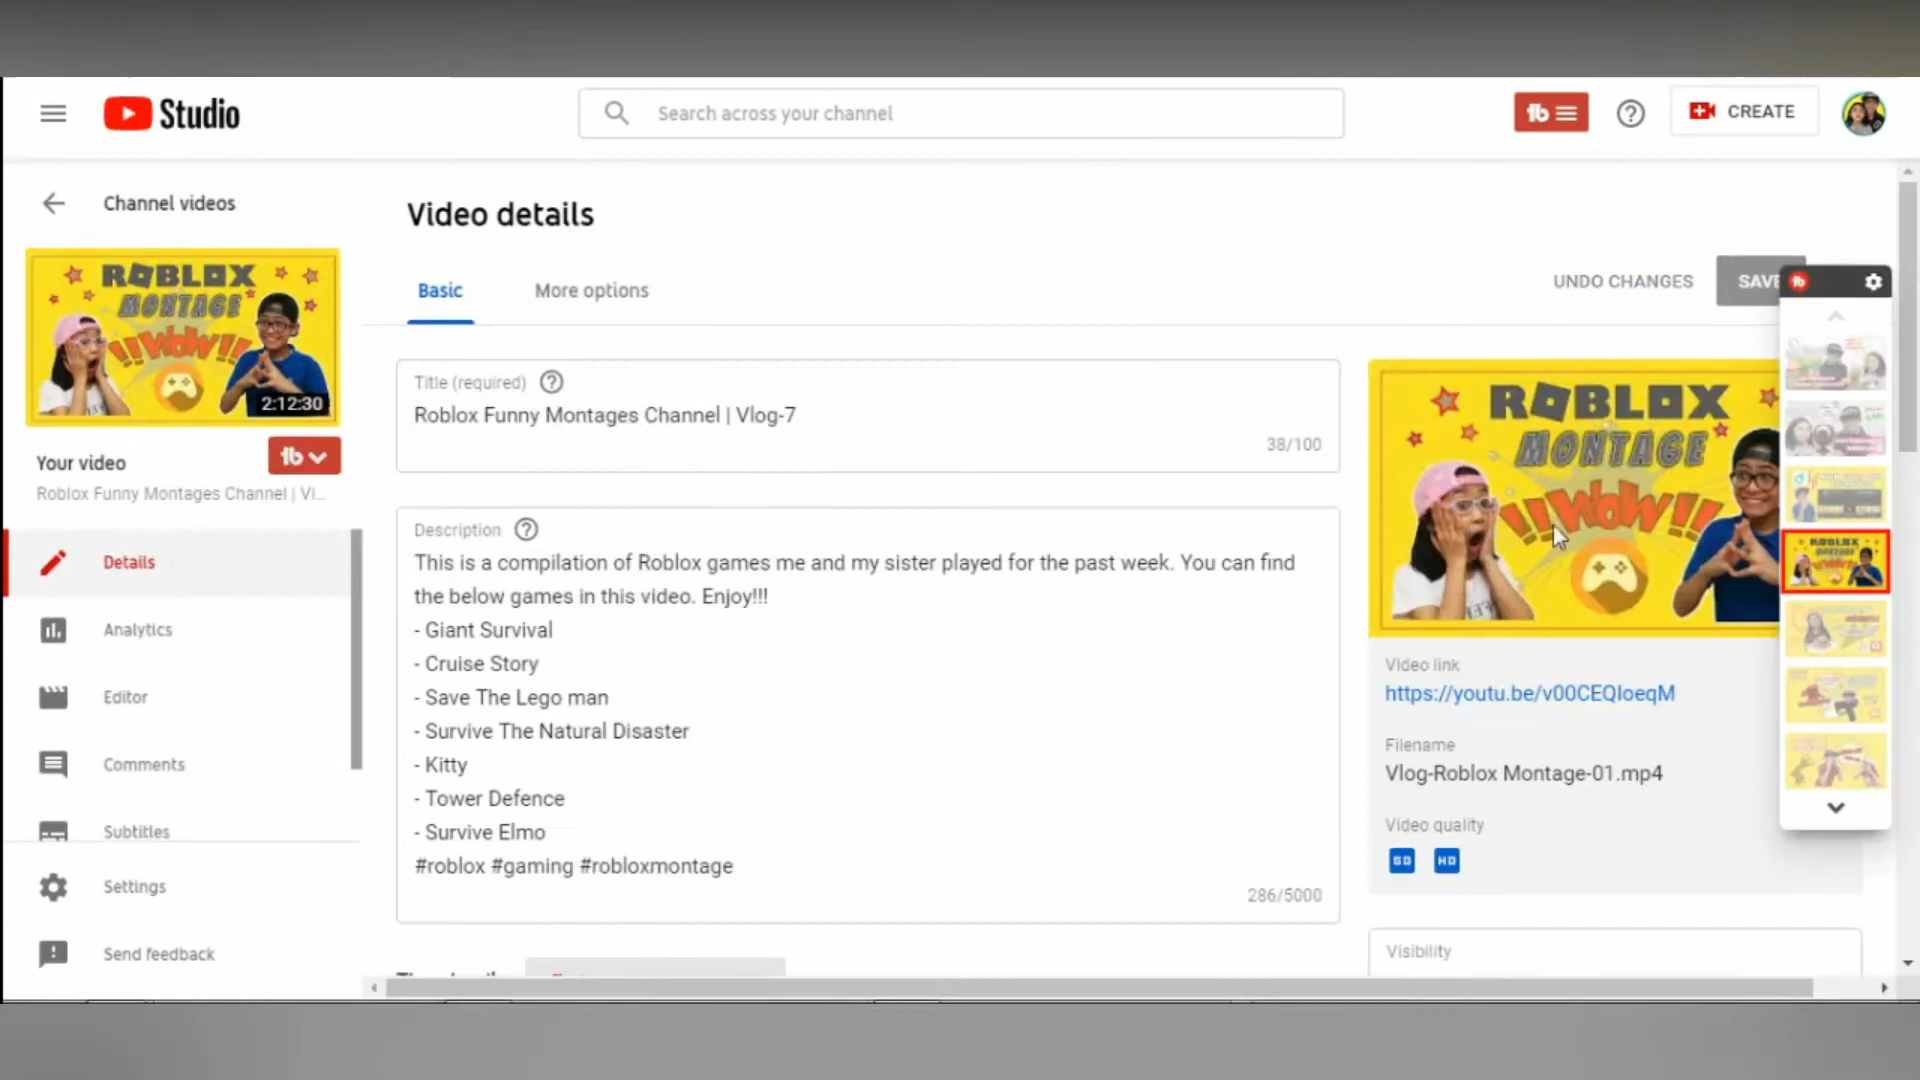 Studio
Search across your channel
CREATE
Channel videos
Video details
Basic
More options
UNDO CHANGES
SAVE
ROBLOX
MONTAGE
!!WOW!!
2:12:30
Your video
Roblox Funny Montages Channel | Vl...
Details
Analytics
Editor
Comments
Subtitles
Settings
Send feedback
Title (required)
Roblox Funny Montages Channel | Vlog-7
38/100
Description
This is a compilation of Roblox games me and my sister played for the past week. You can find
the below games in this video. Enjoy!!!
- Giant Survival
- Cruise Story
- Save The Lego man
- Survive The Natural Disaster
- Kitty
- Tower Defence
- Survive Elmo
#roblox #gaming #robloxmontage
286/5000
ROBLOX
MONTAGE
!!WOW!!
Video link
https://youtu.be/v00CEQIoeqM
Filename
Vlog-Roblox Montage-01.mp4
Video quality
SD HD
Visibility
ROBLOX
MONTAGE